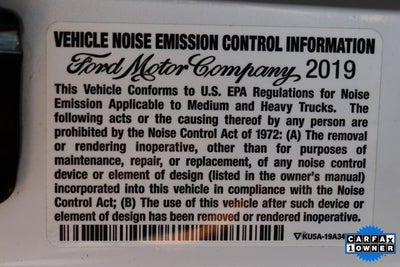 VEHICLE NOISE EMISSION CONTROL INFORMATION
Ford Motor Company 2019
This Vehicle Conforms to U.S. EPA Regulations for Noise
Emission Applicable to Medium and Heavy Trucks. The
following acts or the causing thereof by any person are
prohibited by the Noise Control Act of 1972: (A) The removal
or rendering inoperative, other than for purposes of
maintenance, repair, or replacement, of any noise control
device or element of design (listed in the owner's manual)
incorporated into this vehicle in compliance with the Noise
Control Act; (B) The use of this vehicle after such device or
element of design has been removed or rendered inoperative.
CARFAX
1 OWNER